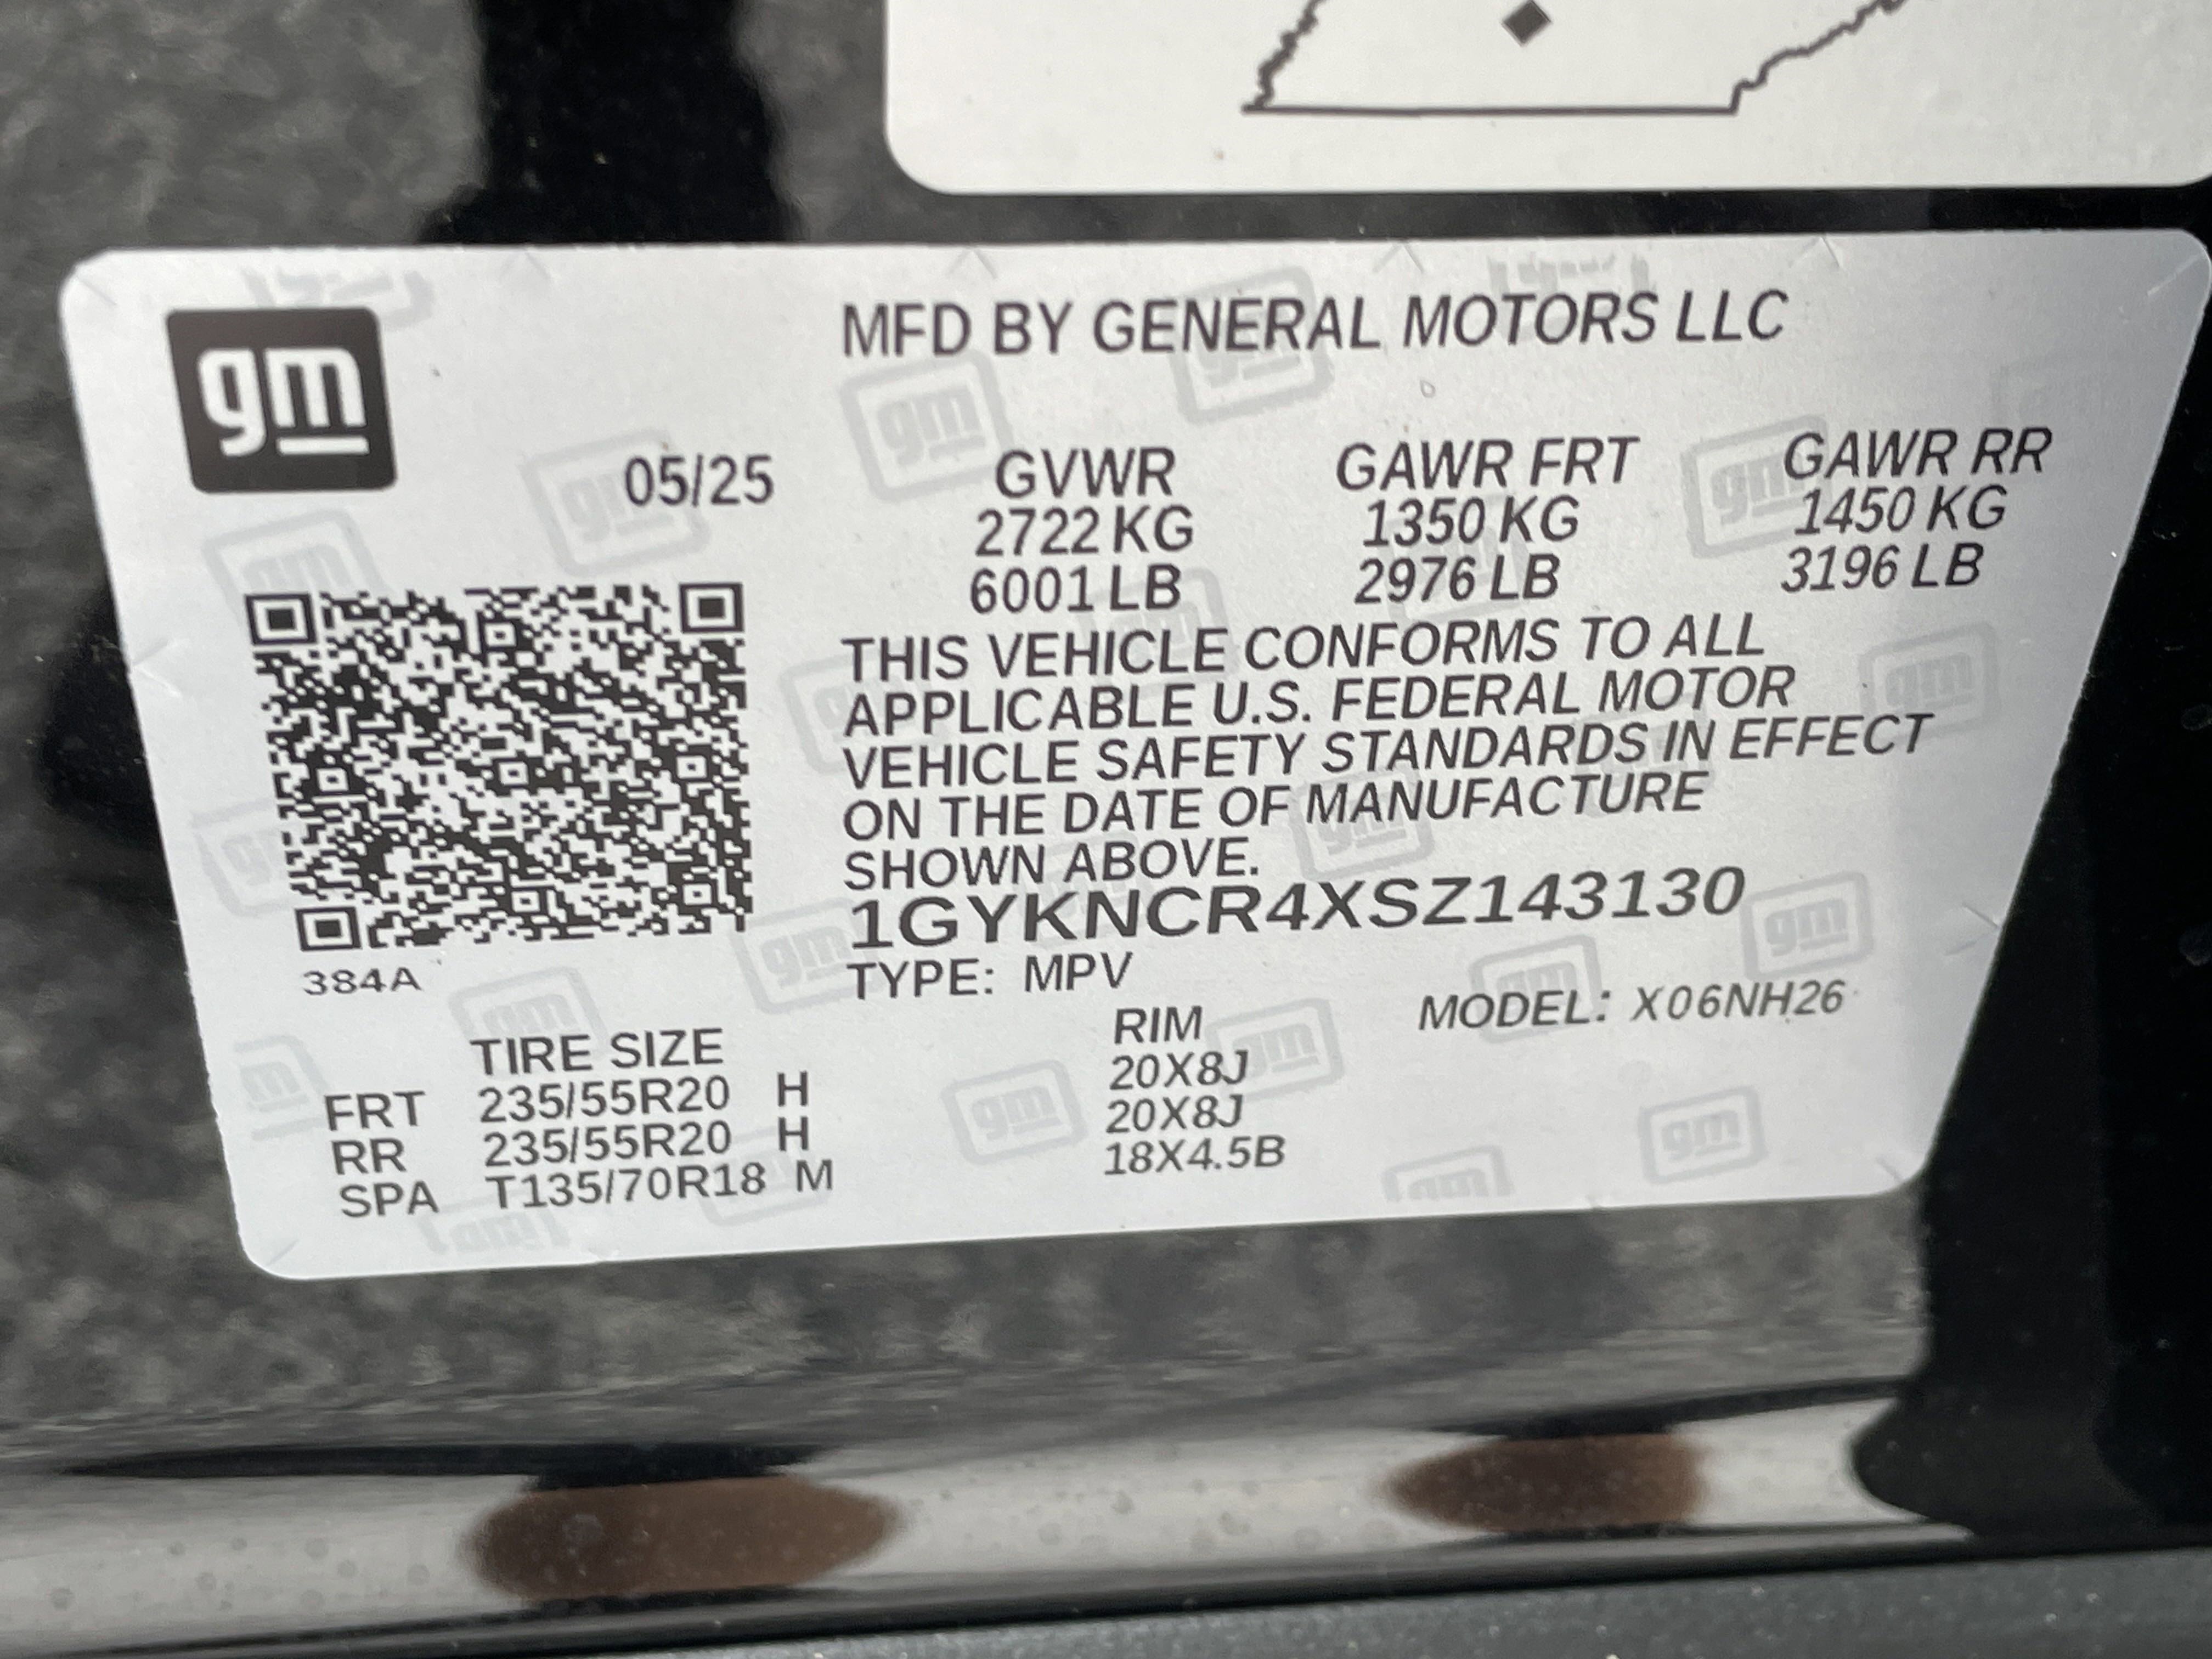 gm
MFD BY GENERAL MOTORS LLC
05/25
GVWR GAWR FRT GAWR RR
2722 KG 1350 KG 1450 KG
6001 LB 2976 LB 3196 LB
THIS VEHICLE CONFORMS TO ALL
APPLICABLE U.S. FEDERAL MOTOR
VEHICLE SAFETY STANDARDS IN EFFECT
ON THE DATE OF MANUFACTURE
SHOWN ABOVE.
1GYKNCR4XSZ143130
384A
TYPE: MPV MODEL: X06NH26
TIRE SIZE RIM
FRT 235/55R20 H 20X8J
RR 235/55R20 H 20X8J
SPA T135/70R18 M 18X4.5B